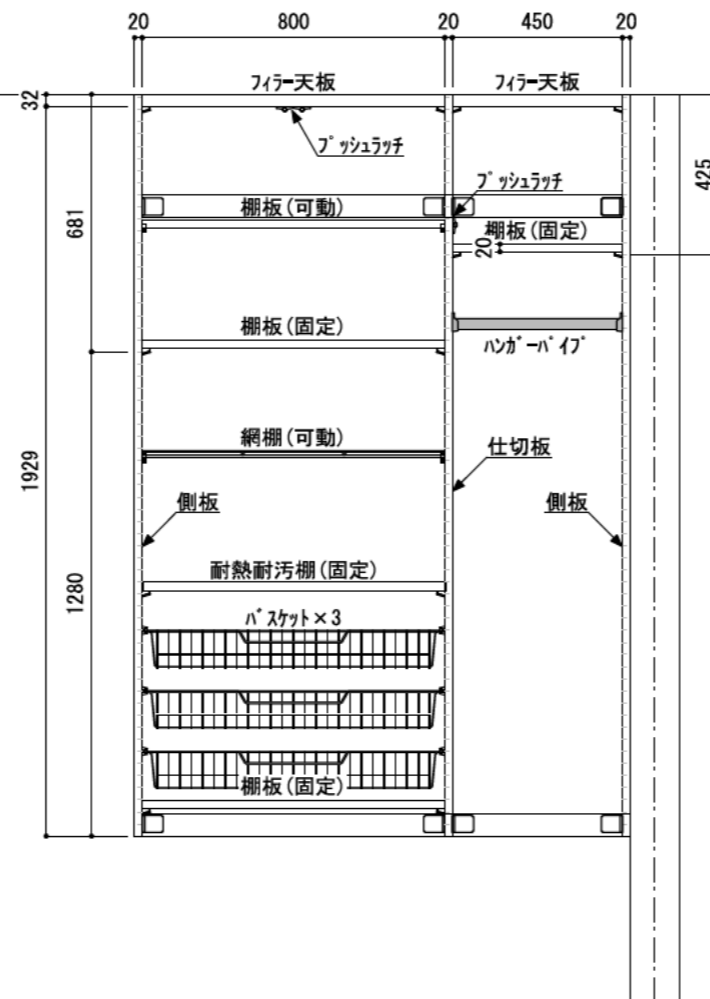 20 800 20 450 20
フィラー天板 フィラー天板
32
プッシュラッチ
425
プッシュラッチ
棚板(可動)
681
棚板(固定)
20
棚板(固定)
ハンガーパイプ
網棚(可動)
仕切板
1929
側板 側板
耐熱耐汚棚(固定)
1280
バスケット×3
棚板(固定)